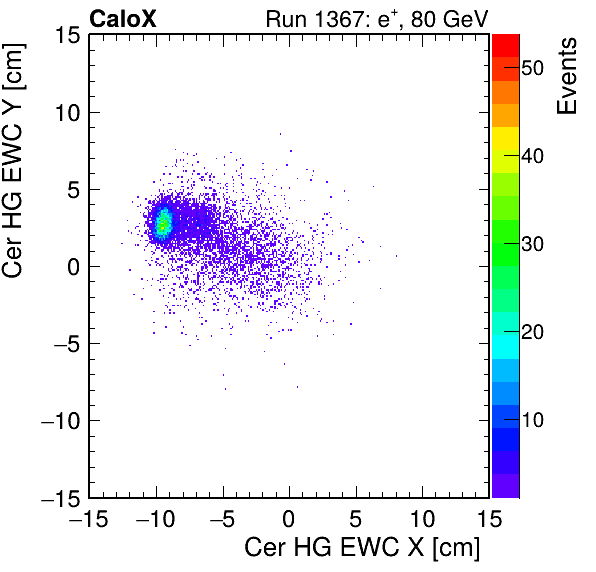 CaloX Run 1367: e⁺, 80 GeV
Cer HG EWC Y [cm]
15
10
5
0
−5
−10
−15
−15 −10 −5 0 5 10 15
Cer HG EWC X [cm]
Events
50
40
30
20
10